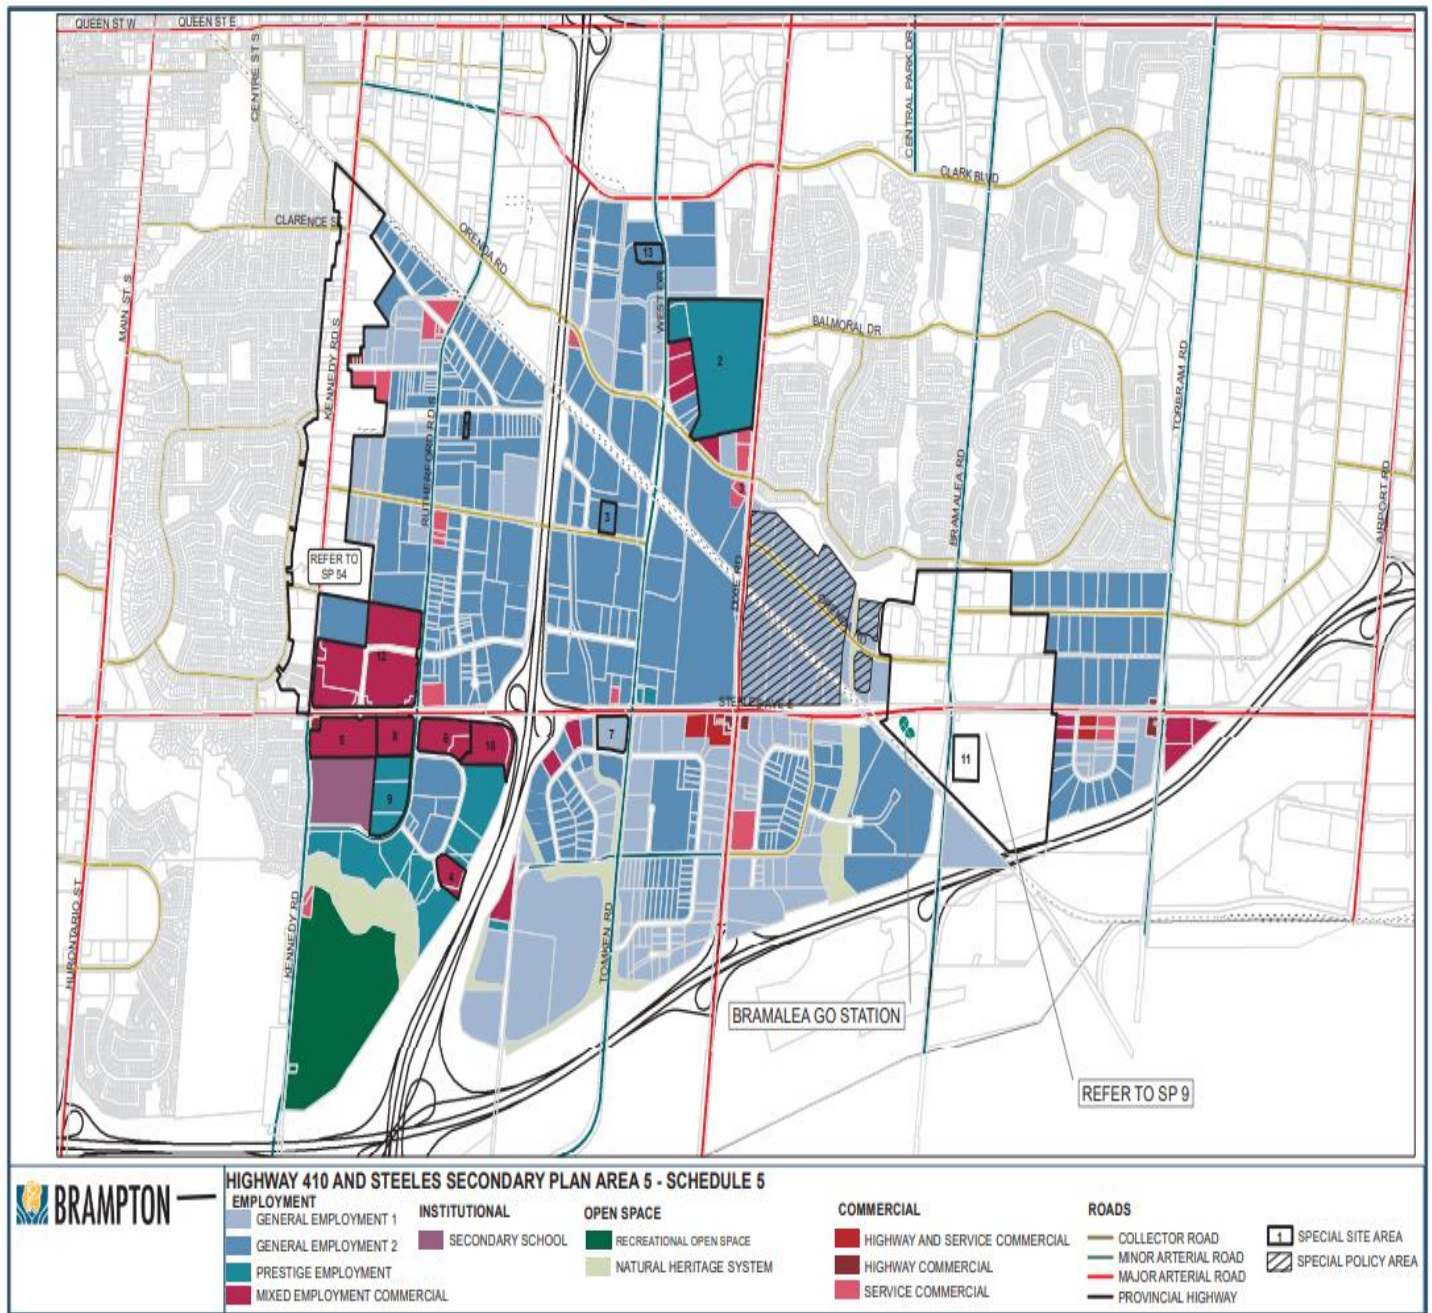 QUEEN ST W
QUEEN ST E
CENTRE ST S
CENTRAL PARK DR
CLARK BLVD
CLARENCE S
ORENDA RD
13
WEST DR
MAIN ST S
BALMORAL DR
2
KENNEDY RD S
TORBRAM RD
RUTHERFORD RD S
BRAMALEA RD
AIRPORT RD
3
REFER TO
SP 54
DIXIE RD
12
STEELES AVE E
5
8
6
10
7
11
9
4
HURONTARIO ST
KENNEDY RD
TOMKEN RD
BRAMALEA GO STATION
REFER TO SP 9
BRAMPTON
HIGHWAY 410 AND STEELES SECONDARY PLAN AREA 5 - SCHEDULE 5
EMPLOYMENT
GENERAL EMPLOYMENT 1
GENERAL EMPLOYMENT 2
PRESTIGE EMPLOYMENT
MIXED EMPLOYMENT COMMERCIAL
INSTITUTIONAL
SECONDARY SCHOOL
OPEN SPACE
RECREATIONAL OPEN SPACE
NATURAL HERITAGE SYSTEM
COMMERCIAL
HIGHWAY AND SERVICE COMMERCIAL
HIGHWAY COMMERCIAL
SERVICE COMMERCIAL
ROADS
COLLECTOR ROAD
MINOR ARTERIAL ROAD
MAJOR ARTERIAL ROAD
PROVINCIAL HIGHWAY
1 SPECIAL SITE AREA
SPECIAL POLICY AREA